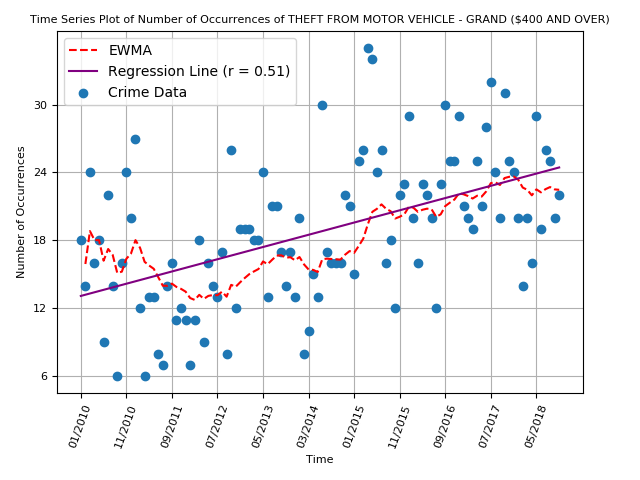 Time Series Plot of Number of Occurrences of THEFT FROM MOTOR VEHICLE - GRAND ($400 AND OVER)
EWMA
Regression Line (r = 0.51)
Crime Data
Number of Occurrences
30
24
18
12
6
01/2010
11/2010
09/2011
07/2012
05/2013
03/2014
01/2015
11/2015
09/2016
07/2017
05/2018
Time